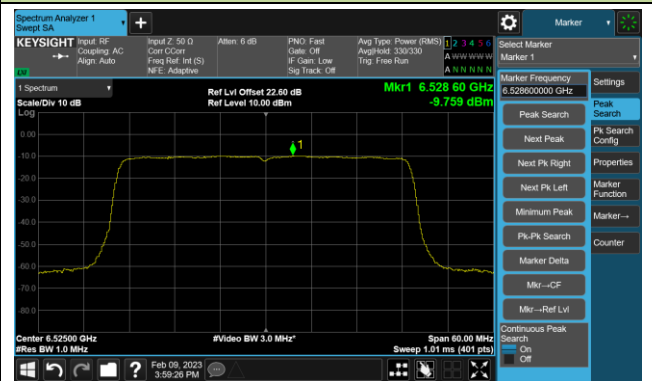 Spectrum Analyzer 1
Swept SA
+
Marker
KEYSIGHT
Input: RF
Coupling: AC
Align: Auto
Input Z: 50 Ω
Corr CCorr
Freq Ref: Int (S)
NFE: Adaptive
Atten: 6 dB
PNO: Fast
Gate: Off
IF Gain: Low
Sig Track: Off
Avg Type: Power (RMS)
Avg|Hold: 330/330
Trig: Free Run
1 2 3 4 5 6
A W W W W W
A N N N N N
Select Marker
Marker 1
LXI
1 Spectrum
Scale/Div 10 dB
Log
Ref Lvl Offset 22.60 dB
Ref Level 10.00 dBm
Mkr1 6.528 60 GHz
-9.759 dBm
0.00
-10.0
-20.0
-30.0
-40.0
-50.0
-60.0
-70.0
-80.0
1
Center 6.52500 GHz
#Res BW 1.0 MHz
#Video BW 3.0 MHz*
Span 60.00 MHz
Sweep 1.01 ms (401 pts)
Marker Frequency
6.528600000 GHz
Peak Search
Next Peak
Next Pk Right
Next Pk Left
Minimum Peak
Pk-Pk Search
Marker Delta
Mkr→CF
Mkr→Ref Lvl
Continuous Peak
Search
On
Off
Settings
Peak
Search
Pk Search
Config
Properties
Marker
Function
Marker→
Counter
?
Feb 09, 2023
3:59:26 PM